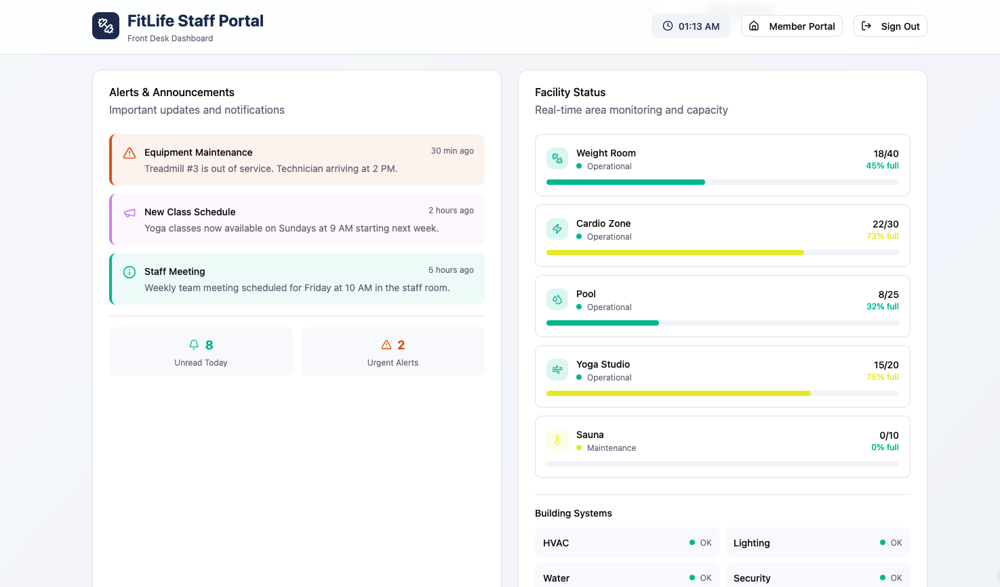 FitLife Staff Portal
Front Desk Dashboard
01:13 AM
Member Portal
Sign Out
Alerts & Announcements
Important updates and notifications
Equipment Maintenance
30 min ago
Treadmill #3 is out of service. Technician arriving at 2 PM.
New Class Schedule
2 hours ago
Yoga classes now available on Sundays at 9 AM starting next week.
Staff Meeting
5 hours ago
Weekly team meeting scheduled for Friday at 10 AM in the staff room.
8
Unread Today
2
Urgent Alerts
Facility Status
Real-time area monitoring and capacity
Weight Room
18/40
Operational
45% full
Cardio Zone
22/30
Operational
73% full
Pool
8/25
Operational
32% full
Yoga Studio
15/20
Operational
75% full
Sauna
0/10
Maintenance
0% full
Building Systems
HVAC
OK
Lighting
OK
Water
OK
Security
OK